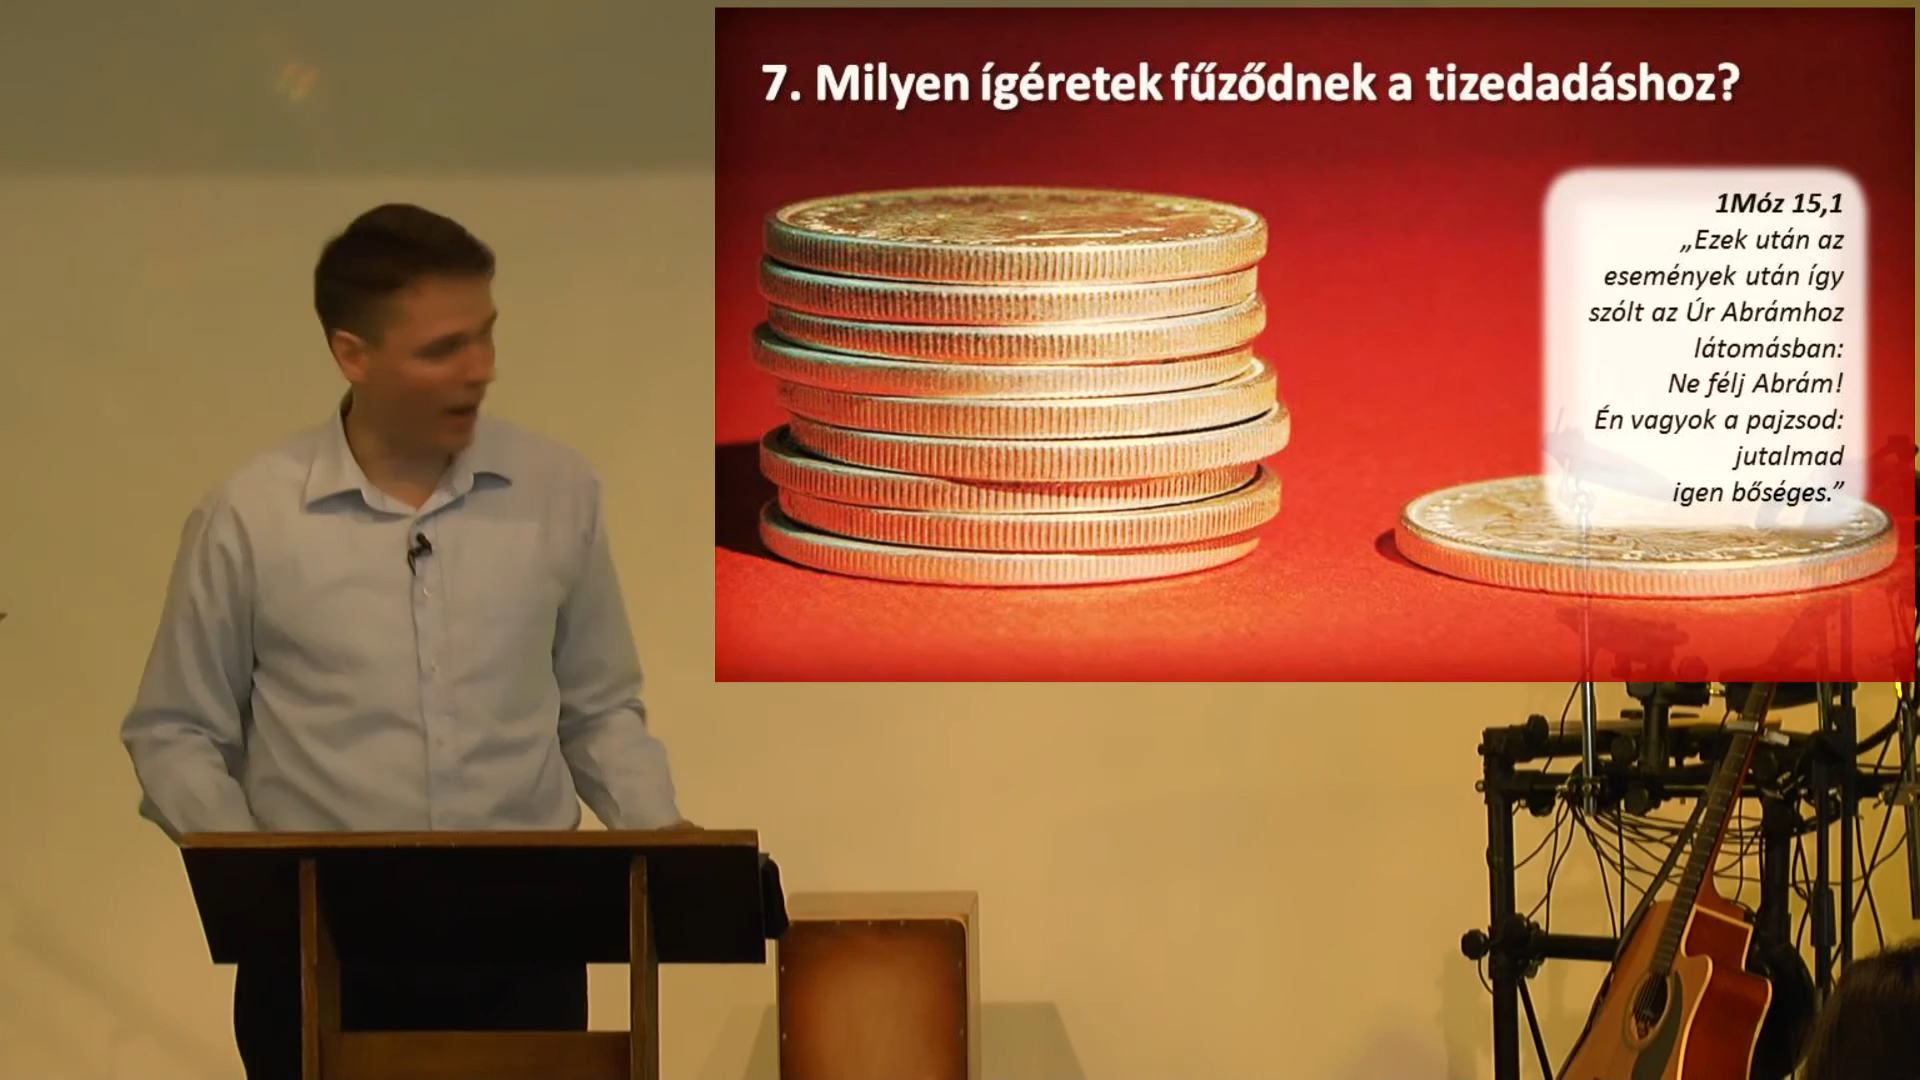 7. Milyen ígéretek fűződnek a tizedadáshoz?
1Móz 15,1
„Ezek után az
események után így
szólt az Úr Abrámhoz
látomásban:
Ne félj Abrám!
Én vagyok a pajzsod:
jutalmad
igen bőséges.”